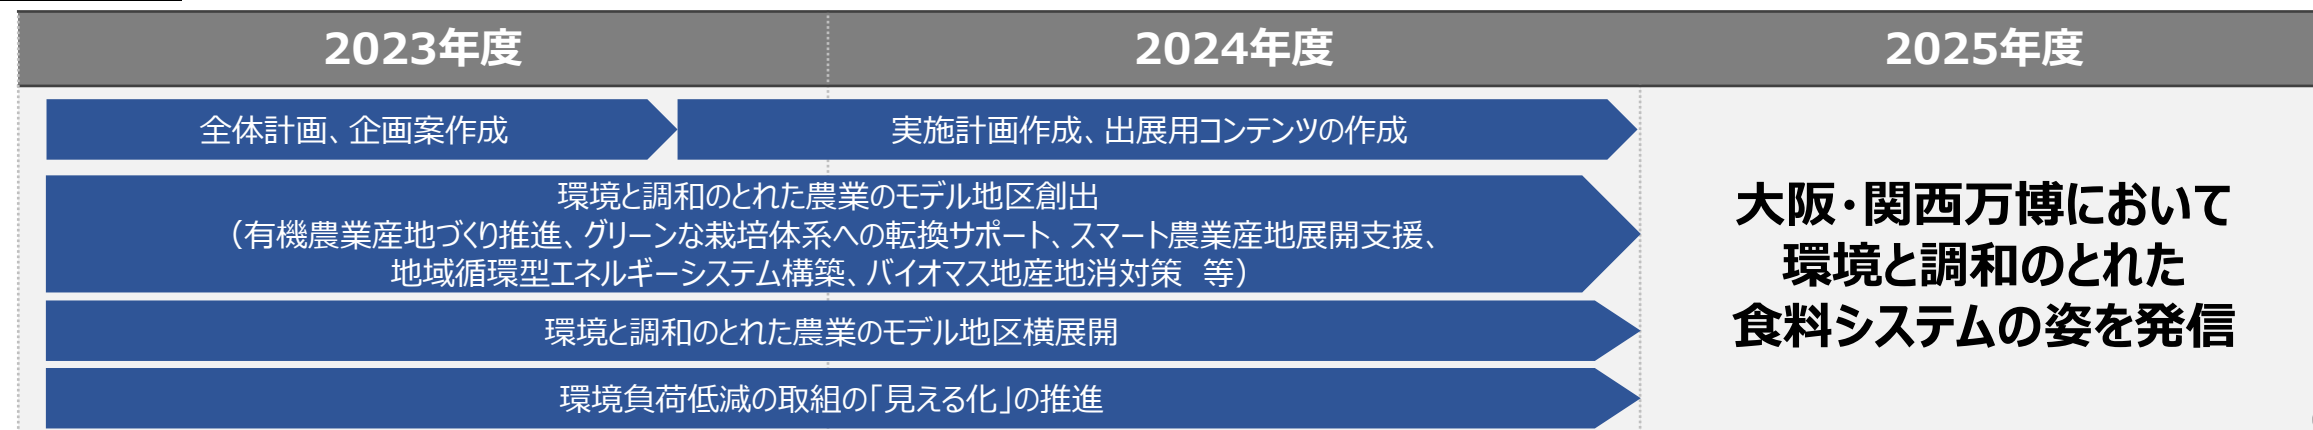 2023年度
2024年度
2025年度
全体計画、企画案作成
実施計画作成、出展用コンテンツの作成
環境と調和のとれた農業のモデル地区創出
（有機農業産地づくり推進、グリーンな栽培体系への転換サポート、スマート農業産地展開支援、
地域循環型エネルギーシステム構築、バイオマス地産地消対策　等）
環境と調和のとれた農業のモデル地区横展開
環境負荷低減の取組の「見える化」の推進
大阪・関西万博において
環境と調和のとれた
食料システムの姿を発信